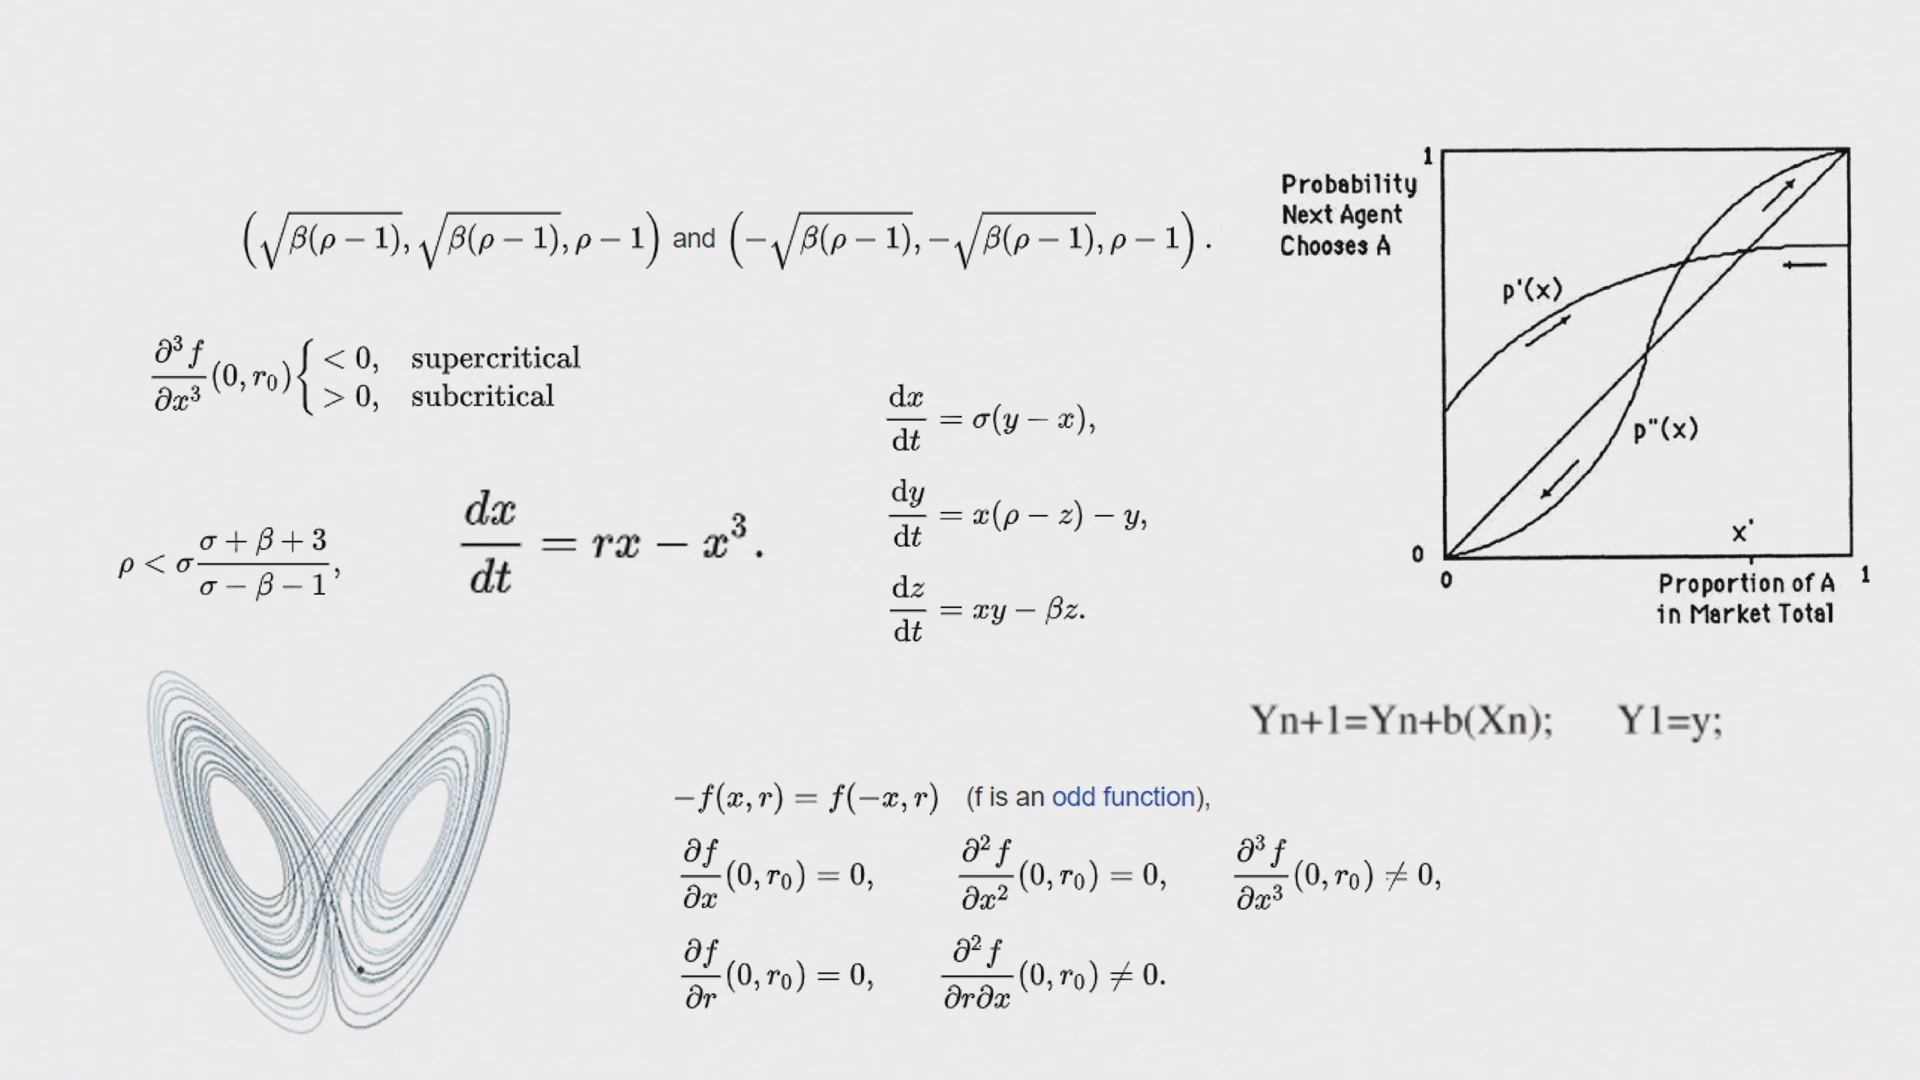 (√β(ρ − 1), √β(ρ − 1), ρ − 1) and (−√β(ρ − 1), −√β(ρ − 1), ρ − 1).
∂³f/∂x³ (0, r₀) { < 0, supercritical
> 0, subcritical
ρ < σ (σ + β + 3)/(σ − β − 1),
dx/dt = rx − x³.
dx/dt = σ(y − x),
dy/dt = x(ρ − z) − y,
dz/dt = xy − βz.
1
Probability
Next Agent
Chooses A
p'(x)
p"(x)
x'
0
0
1
Proportion of A
in Market Total
Yn+1=Yn+b(Xn); Y1=y;
−f(x, r) = f(−x, r) (f is an odd function),
∂f/∂x (0, r₀) = 0, ∂²f/∂x² (0, r₀) = 0, ∂³f/∂x³ (0, r₀) ≠ 0,
∂f/∂r (0, r₀) = 0, ∂²f/∂r∂x (0, r₀) ≠ 0.